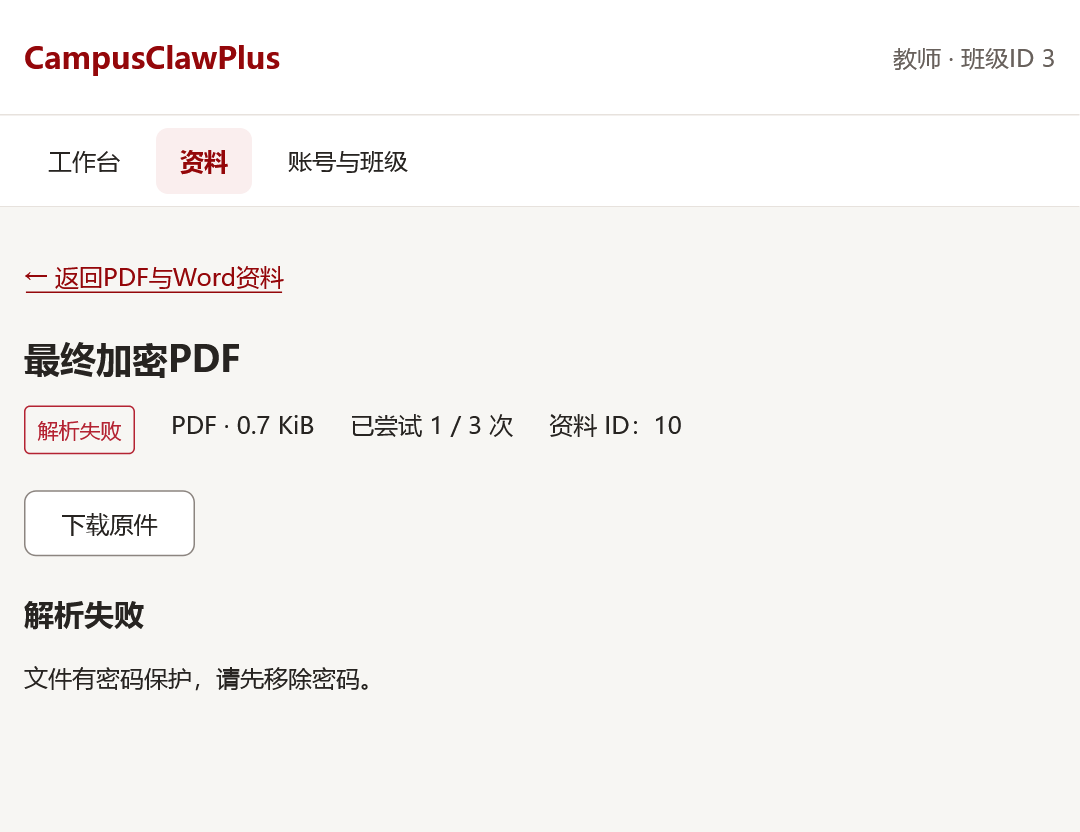 CampusClawPlus
教师 · 班级ID 3
工作台 资料 账号与班级
← 返回PDF与Word资料
最终加密PDF
解析失败 PDF · 0.7 KiB 已尝试 1 / 3 次 资料 ID：10
下载原件
解析失败
文件有密码保护，请先移除密码。